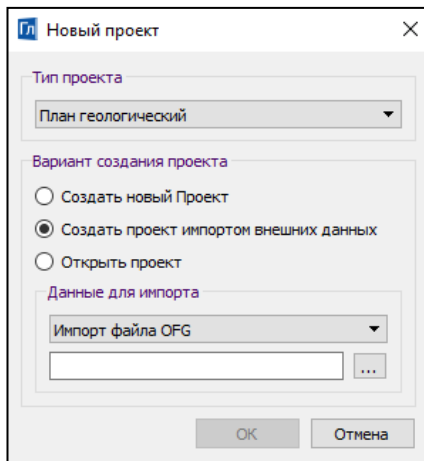 Гл Новый проект
Тип проекта
План геологический
Вариант создания проекта
Создать новый Проект
Создать проект импортом внешних данных
Открыть проект
Данные для импорта
Импорт файла OFG
...
OK Отмена